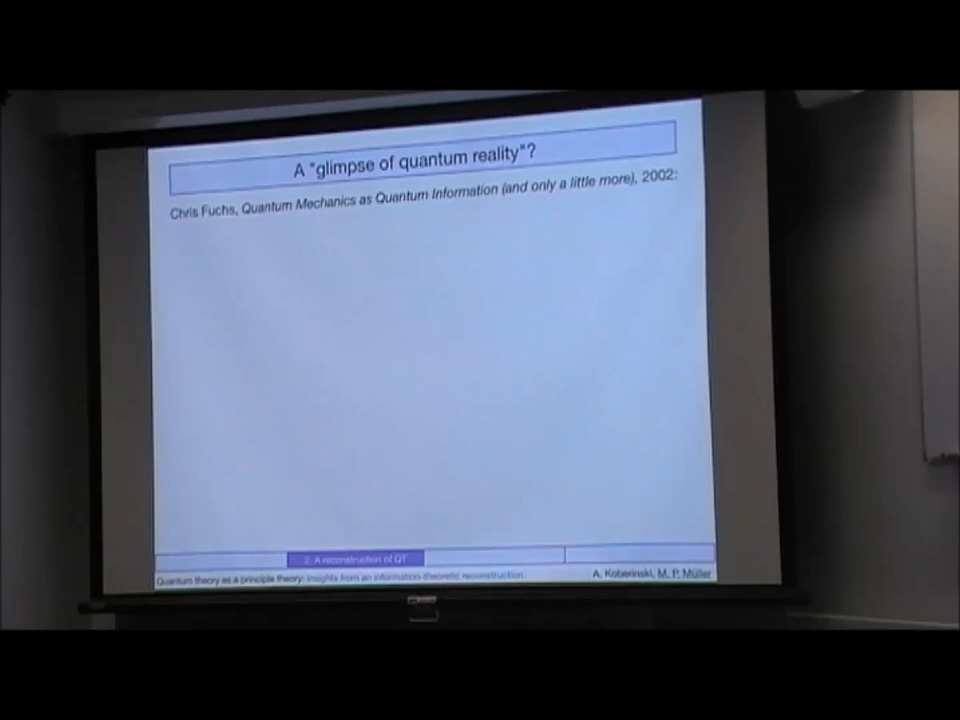 A "glimpse of quantum reality"?
Chris Fuchs, Quantum Mechanics as Quantum Information (and only a little more), 2002:
2. A reconstruction of QT
Quantum theory as a principle theory: insights from an information-theoretic reconstruction
A. Koberinski, M. P. Müller